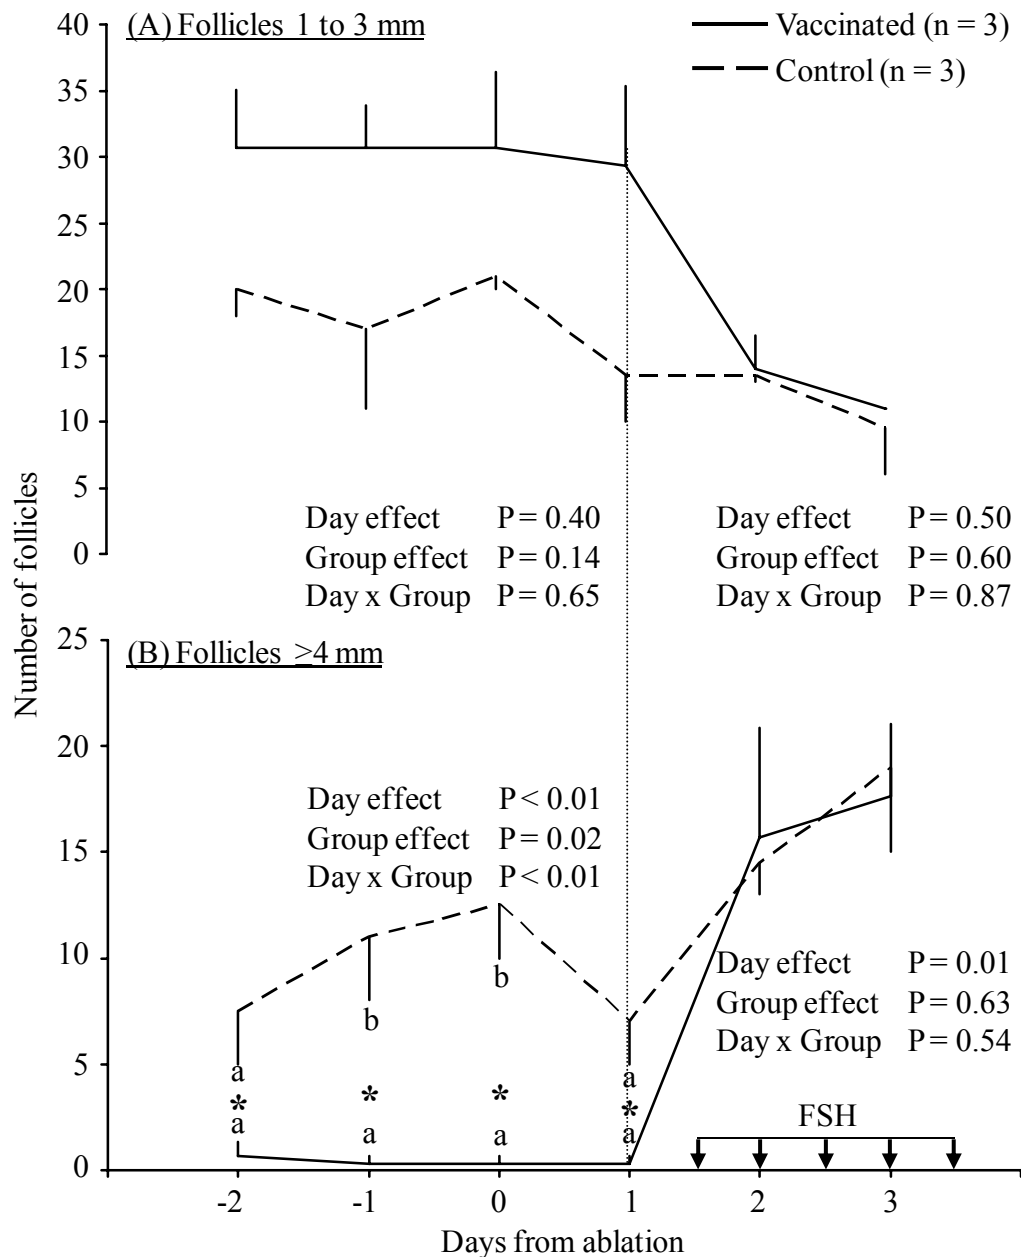 (A) Follicles 1 to 3 mm
Vaccinated (n = 3)
Control (n = 3)
40
35
30
25
20
15
10
5
0
Day effect P = 0.40
Group effect P = 0.14
Day x Group P = 0.65
Day effect P = 0.50
Group effect P = 0.60
Day x Group P = 0.87
Number of follicles
(B) Follicles ≥4 mm
25
20
15
10
5
0
Day effect P < 0.01
Group effect P = 0.02
Day x Group P < 0.01
Day effect P = 0.01
Group effect P = 0.63
Day x Group P = 0.54
b
b
a
a
* * * *
a a a a
FSH
-2 -1 0 1 2 3
Days from ablation